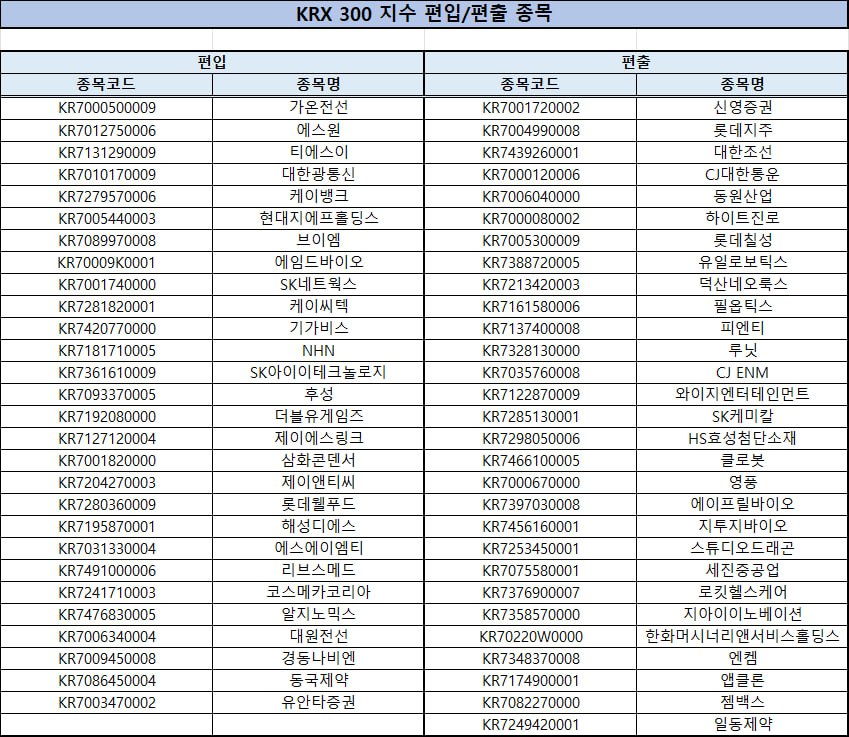 KRX 300 지수 편입/편출 종목
편입 편출
종목코드 종목명 종목코드 종목명
KR7000500009 가온전선 KR7001720002 신영증권
KR7012750006 에스원 KR7004990008 롯데지주
KR7131290009 티에스이 KR7439260001 대한조선
KR7010170009 대한광통신 KR7000120006 CJ대한통운
KR7279570006 케이뱅크 KR7006040000 동원산업
KR7005440003 현대지에프홀딩스 KR7000080002 하이트진로
KR7089970008 브이엠 KR7005300009 롯데칠성
KR70009K0001 에임드바이오 KR7388720005 유일로보틱스
KR7001740000 SK네트웍스 KR7213420003 덕산네오룩스
KR7281820001 케이씨텍 KR7161580006 필옵틱스
KR7420770000 기가비스 KR7137400008 피엔티
KR7181710005 NHN KR7328130000 루닛
KR7361610009 SK아이이테크놀로지 KR7035760008 CJ ENM
KR7093370005 후성 KR7122870009 와이지엔터테인먼트
KR7192080000 더블유게임즈 KR7285130001 SK케미칼
KR7127120004 제이에스링크 KR7298050006 HS효성첨단소재
KR7001820000 삼화콘덴서 KR7466100005 클로봇
KR7204270003 제이앤티씨 KR7000670000 영풍
KR7280360009 롯데웰푸드 KR7397030008 에이프릴바이오
KR7195870001 해성디에스 KR7456160001 지투지바이오
KR7031330004 에스에이엠티 KR7253450001 스튜디오드래곤
KR7491000006 리브스메드 KR7075580001 세진중공업
KR7241710003 코스메카코리아 KR7376900007 로킷헬스케어
KR7476830005 알지노믹스 KR7358570000 지아이이노베이션
KR7006340004 대원전선 KR70220W0000 한화머시너리앤서비스홀딩스
KR7009450008 경동나비엔 KR7348370008 엔켐
KR7086450004 동국제약 KR7174900001 앱클론
KR7003470002 유안타증권 KR7082270000 젬백스
KR7249420001 일동제약